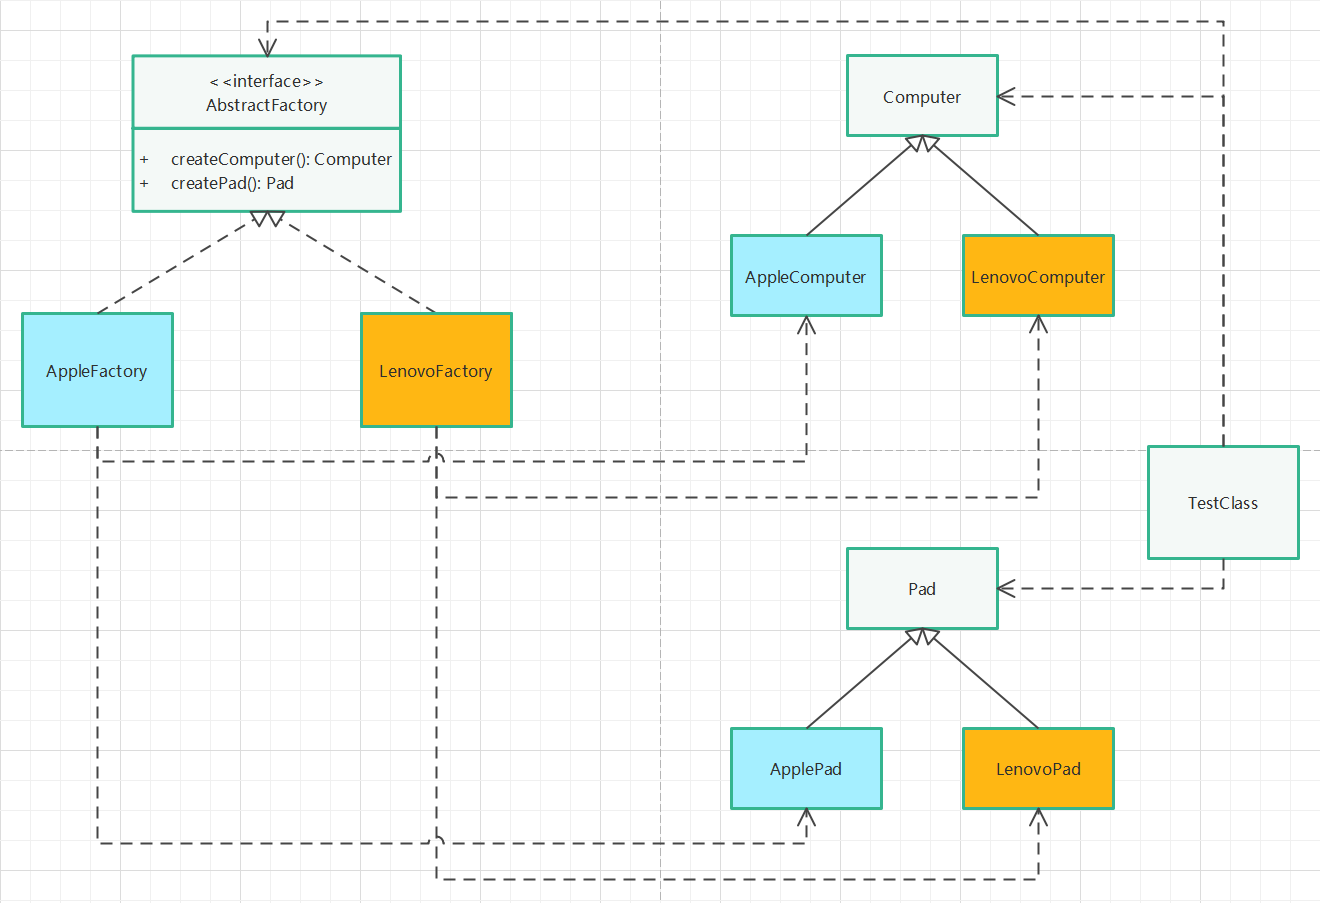 < <interface> >
AbstractFactory
+ createComputer(): Computer
+ createPad(): Pad
Computer
AppleComputer
LenovoComputer
AppleFactory
LenovoFactory
TestClass
Pad
ApplePad
LenovoPad